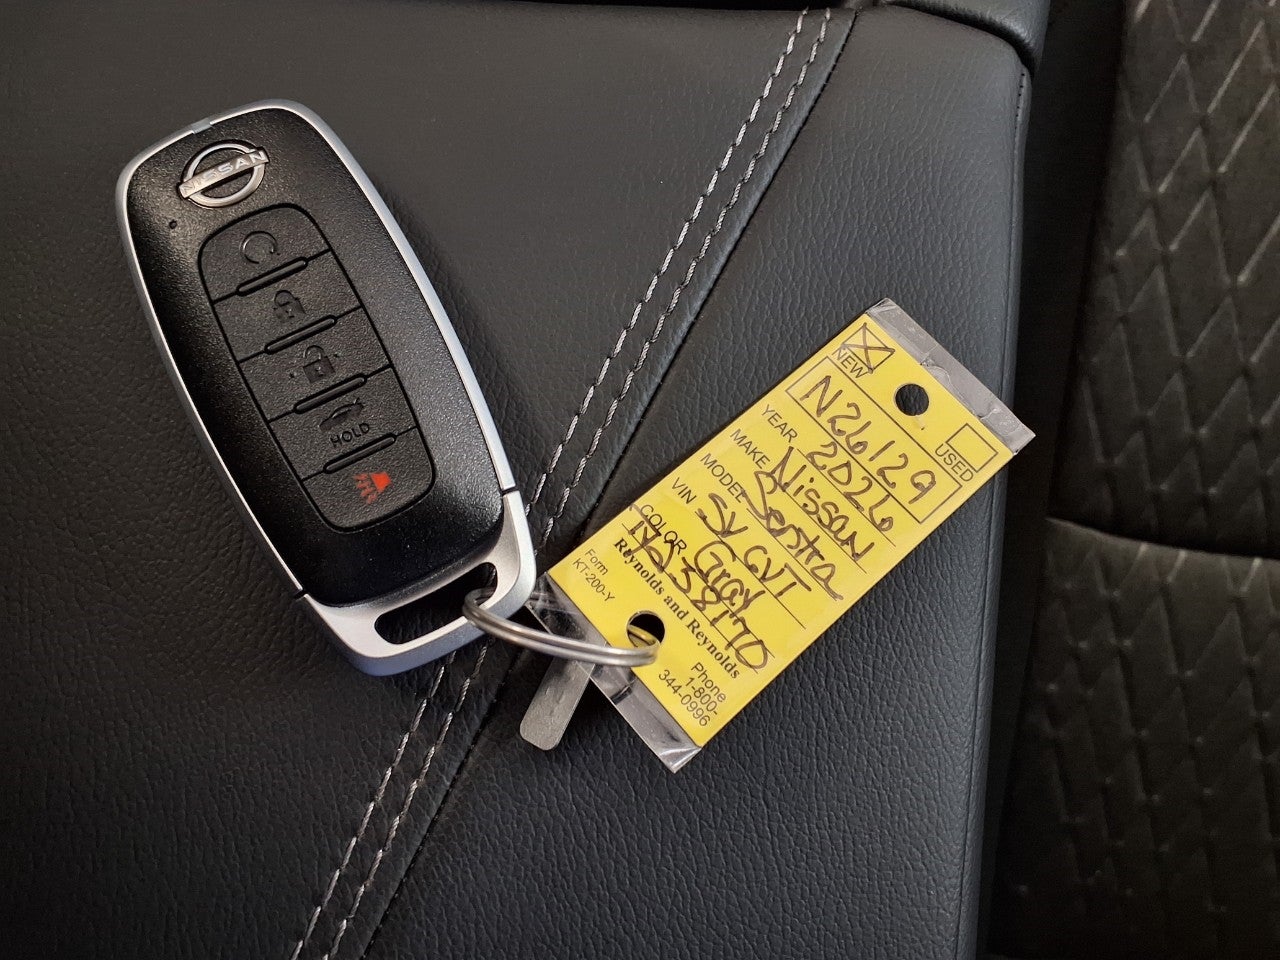 NISSAN
HOLD
NEW
USED
N26129
YEAR 2026
MAKE Nissan
MODEL Sentra
VIN SV CVT
COLOR Gray
Reynolds and Reynolds
Form
KT-200-Y
Phone
1-800-
344-0996